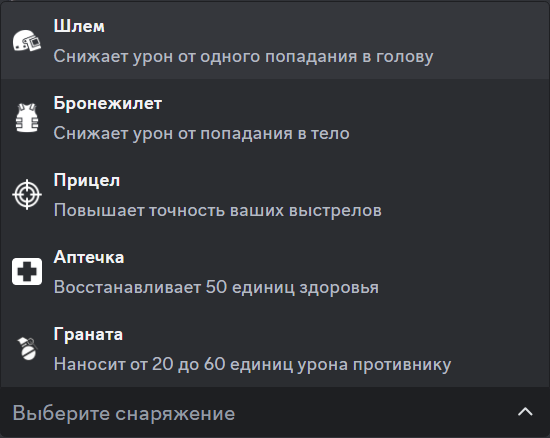 Шлем
Снижает урон от одного попадания в голову
Бронежилет
Снижает урон от попадания в тело
Прицел
Повышает точность ваших выстрелов
Аптечка
Восстанавливает 50 единиц здоровья
Граната
Наносит от 20 до 60 единиц урона противнику
Выберите снаряжение